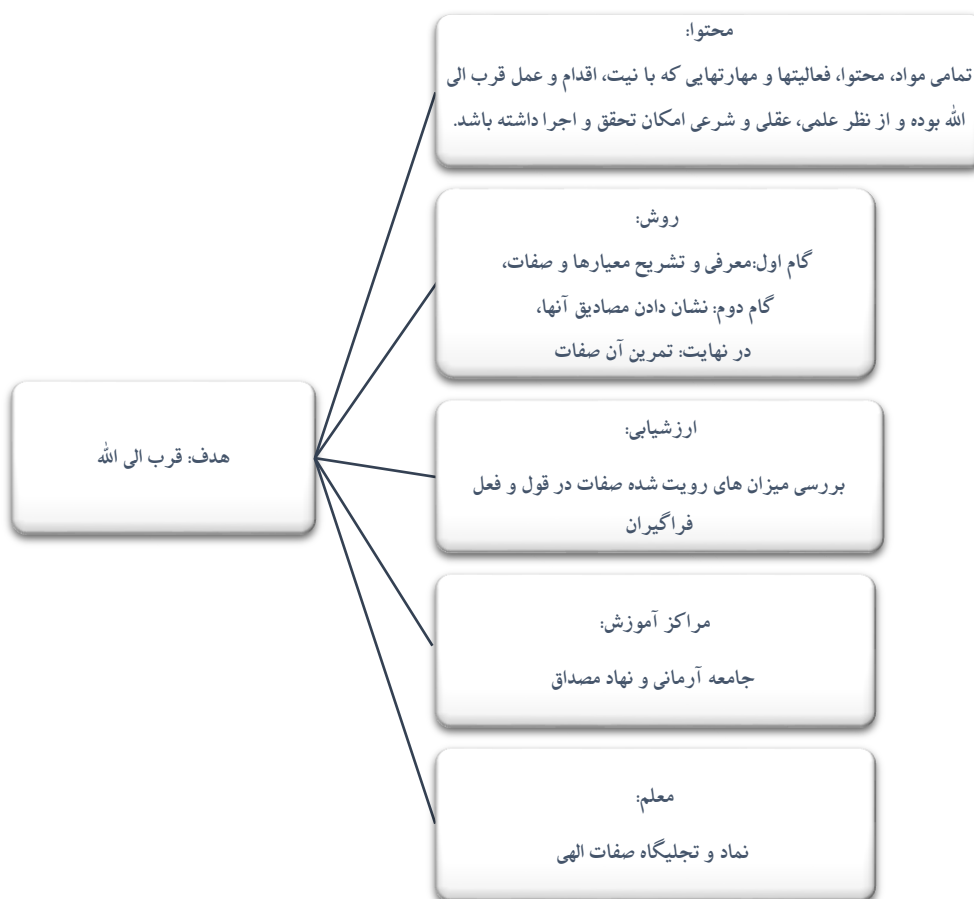 محتوا:
تمامی مواد، محتوا، فعالیتها و مهارتهایی که با نیت، اقدام و عمل قرب الی
الله بوده و از نظر علمی، عقلی و شرعی امکان تحقق و اجرا داشته باشد.
روش:
گام اول:معرفی و تشریح معیارها و صفات،
گام دوم: نشان دادن مصادیق آنها،
در نهایت: تمرین آن صفات
هدف: قرب الی الله
ارزشیابی:
بررسی میزان های رویت شده صفات در قول و فعل
فراگیران
مراکز آموزش:
جامعه آرمانی و نهاد مصداق
معلم:
نماد و تجلیگاه صفات الهی